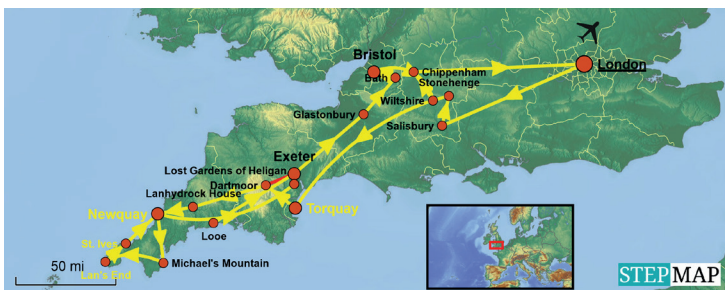 Bristol
London
Bath
Chippenham
Stonehenge
Wiltshire
Glastonbury
Salisbury
Exeter
Lost Gardens of Heligan
Dartmoor
Lanhydrock House
Newquay
Torquay
Looe
St. Ives
Michael's Mountain
Lan's End
50 mi
STEPMAP